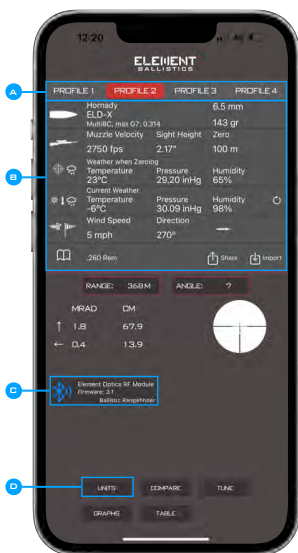 12:20
ELEMENT
BALLISTICS
A
PROFILE 1 PROFILE 2 PROFILE 3 PROFILE 4
Hornady 6.5 mm
ELD-X
MultiBC, max G7: 0.314 143 gr
Muzzle Velocity Sight Height Zero
2750 fps 2.17" 100 m
B
Weather when Zeroing
Temperature Pressure Humidity
23°C 29.20 inHg 65%
Current Weather
Temperature Pressure Humidity
-6°C 30.09 inHg 98%
Wind Speed Direction
5 mph 270°
.260 Rem Share Import
RANGE: 368 M ANGLE: 7
MRAD CM
↑ 1.8 67.9
← 0.4 13.9
C
Element Optics RF Module
Firmware: 3.1
Ballistic Rangefinder
D
UNITS COMPARE TUNE
GRAPHS TABLE